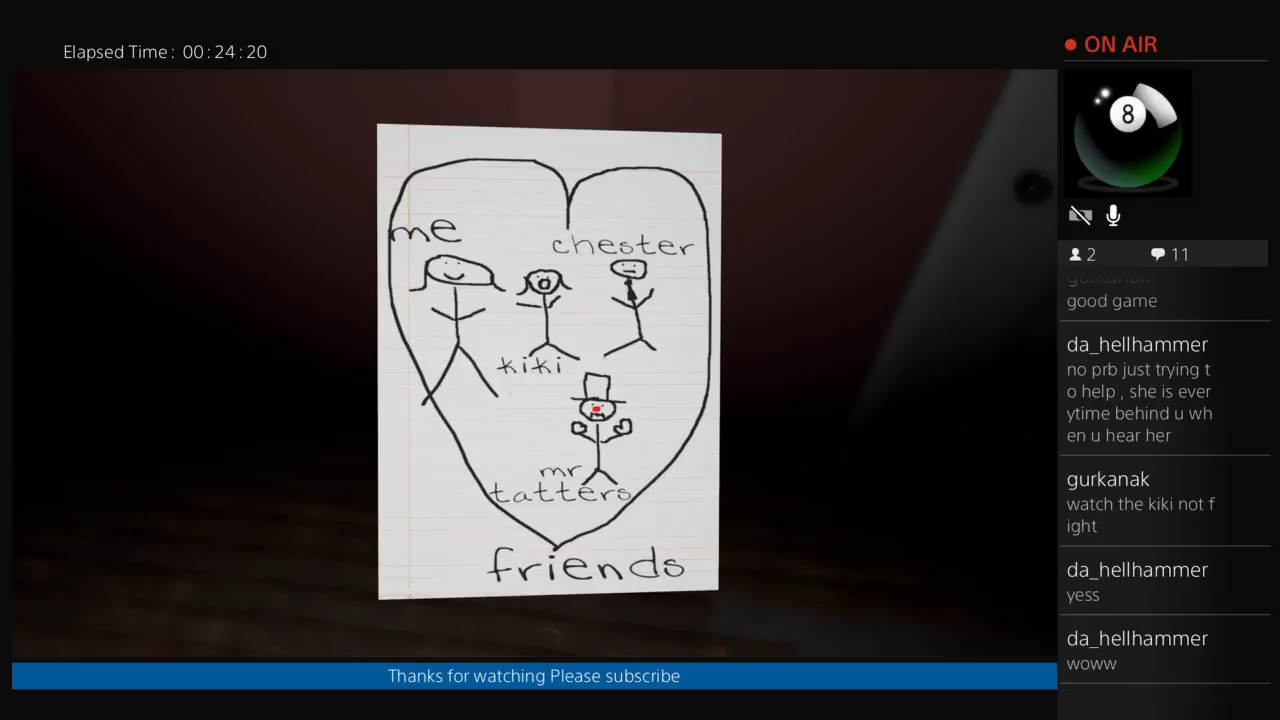 Elapsed Time: 00:24:20
ON AIR
8
me
chester
kiki
mr
tatters
friends
2
11
gurkanak
good game
da_hellhammer
no prb just trying t
o help , she is ever
ytime behind u wh
en u hear her
gurkanak
watch the kiki not f
ight
da_hellhammer
yess
da_hellhammer
woww
Thanks for watching Please subscribe